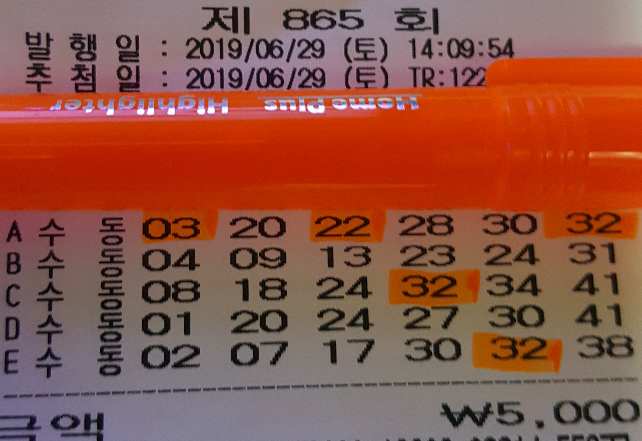 제 865 회
발 행 일 : 2019/06/29 (토) 14:09:54
추 첨 일 : 2019/06/29 (토) TR:122
Home Plus Highlighter
A 수 동 03 20 22 28 30 32
B 수 동 04 09 13 23 24 31
C 수 동 08 18 24 32 34 41
D 수 동 01 20 24 27 30 41
E 수 동 02 07 17 30 32 38
금액 ₩5,000